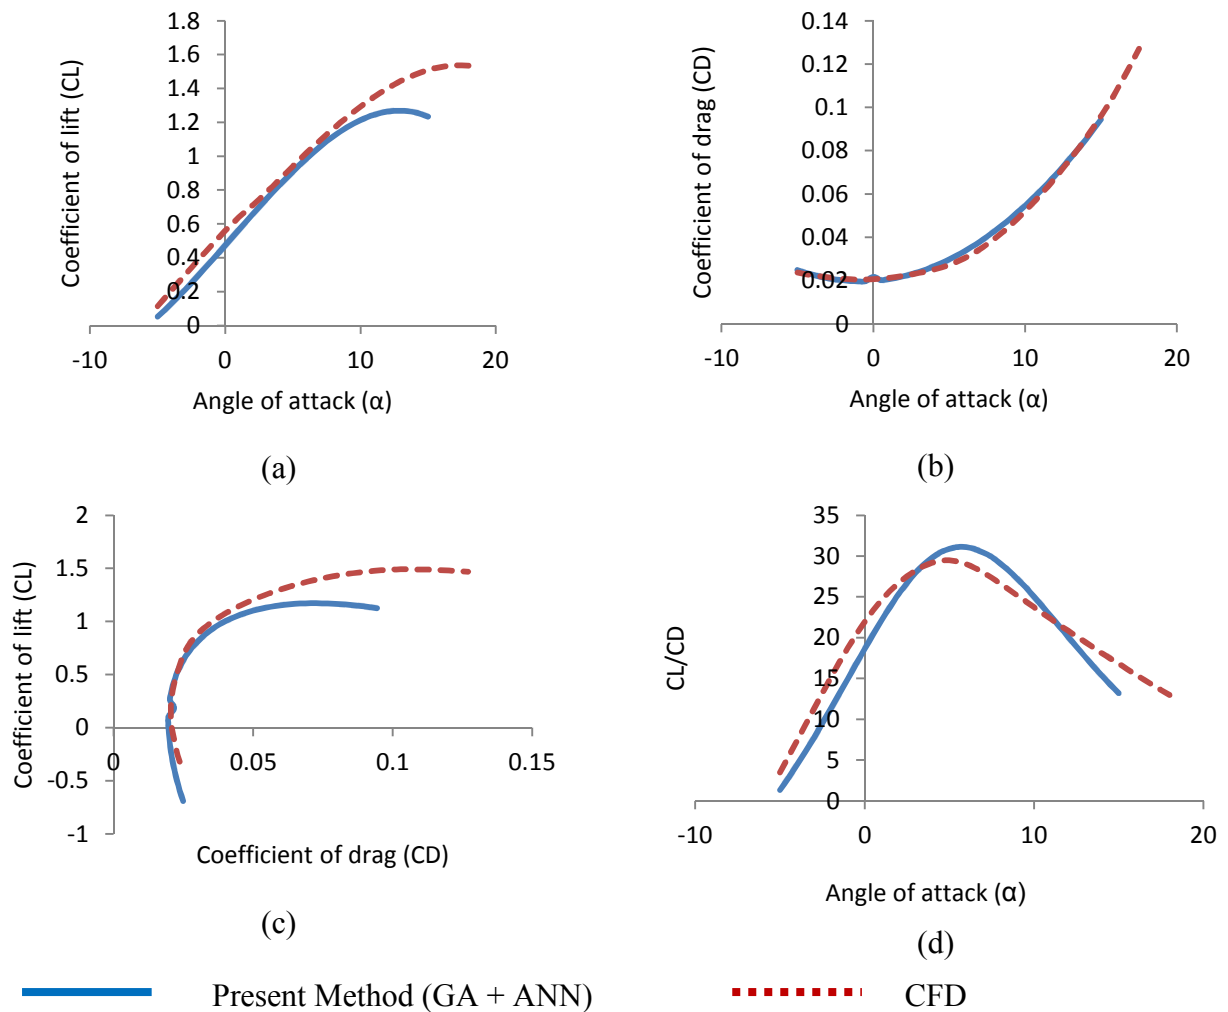 1.8
1.6
1.4
1.2
1
0.8
0.6
0.4
0.2
0
-10 0 10 20
Coefficient of lift (CL)
Angle of attack (α)
(a)
0.14
0.12
0.1
0.08
0.06
0.04
0.02
0
-10 0 10 20
Coefficient of drag (CD)
Angle of attack (α)
(b)
2
1.5
1
0.5
0
-0.5
-1
0 0.05 0.1 0.15
Coefficient of lift (CL)
Coefficient of drag (CD)
(c)
35
30
25
20
15
10
5
0
-10 0 10 20
CL/CD
Angle of attack (α)
(d)
Present Method (GA + ANN) CFD